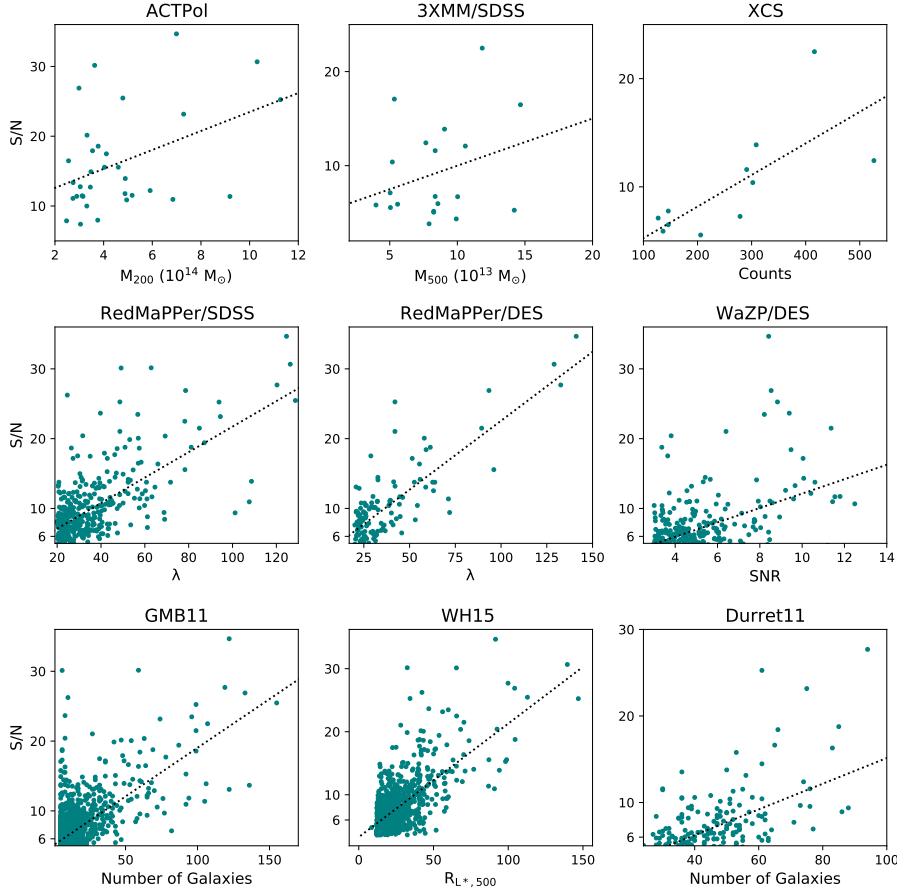 ACTPol
3XMM/SDSS
XCS
S/N
30
20
10
2 4 6 8 10 12
M200 (10^14 M⊙)
20
10
5 10 15 20
M500 (10^13 M⊙)
20
10
100 200 300 400 500
Counts
RedMaPPer/SDSS
RedMaPPer/DES
WaZP/DES
S/N
30
20
10
6
20 40 60 80 100 120
λ
30
20
10
6
25 50 75 100 125 150
λ
30
20
10
6
4 6 8 10 12 14
SNR
GMB11
WH15
Durret11
S/N
30
20
10
6
50 100 150
Number of Galaxies
30
20
10
6
0 50 100 150
R_L*,500
30
20
10
6
40 60 80 100
Number of Galaxies